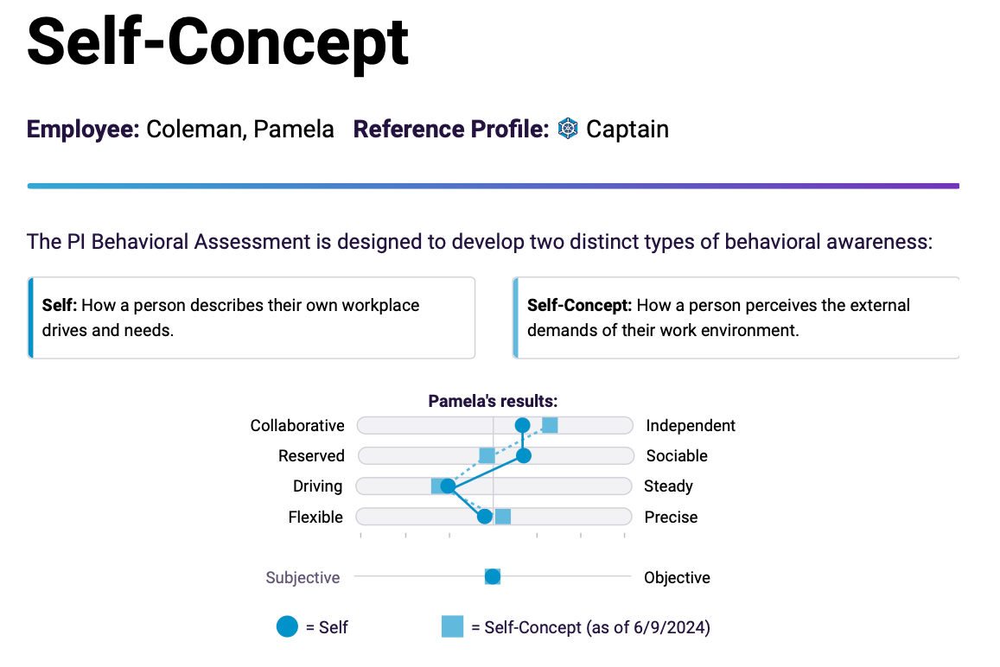 Self-Concept
Employee: Coleman, Pamela Reference Profile: Captain
The PI Behavioral Assessment is designed to develop two distinct types of behavioral awareness:
Self: How a person describes their own workplace
drives and needs.
Self-Concept: How a person perceives the external
demands of their work environment.
Pamela's results:
Collaborative Independent
Reserved Sociable
Driving Steady
Flexible Precise
Subjective Objective
= Self = Self-Concept (as of 6/9/2024)